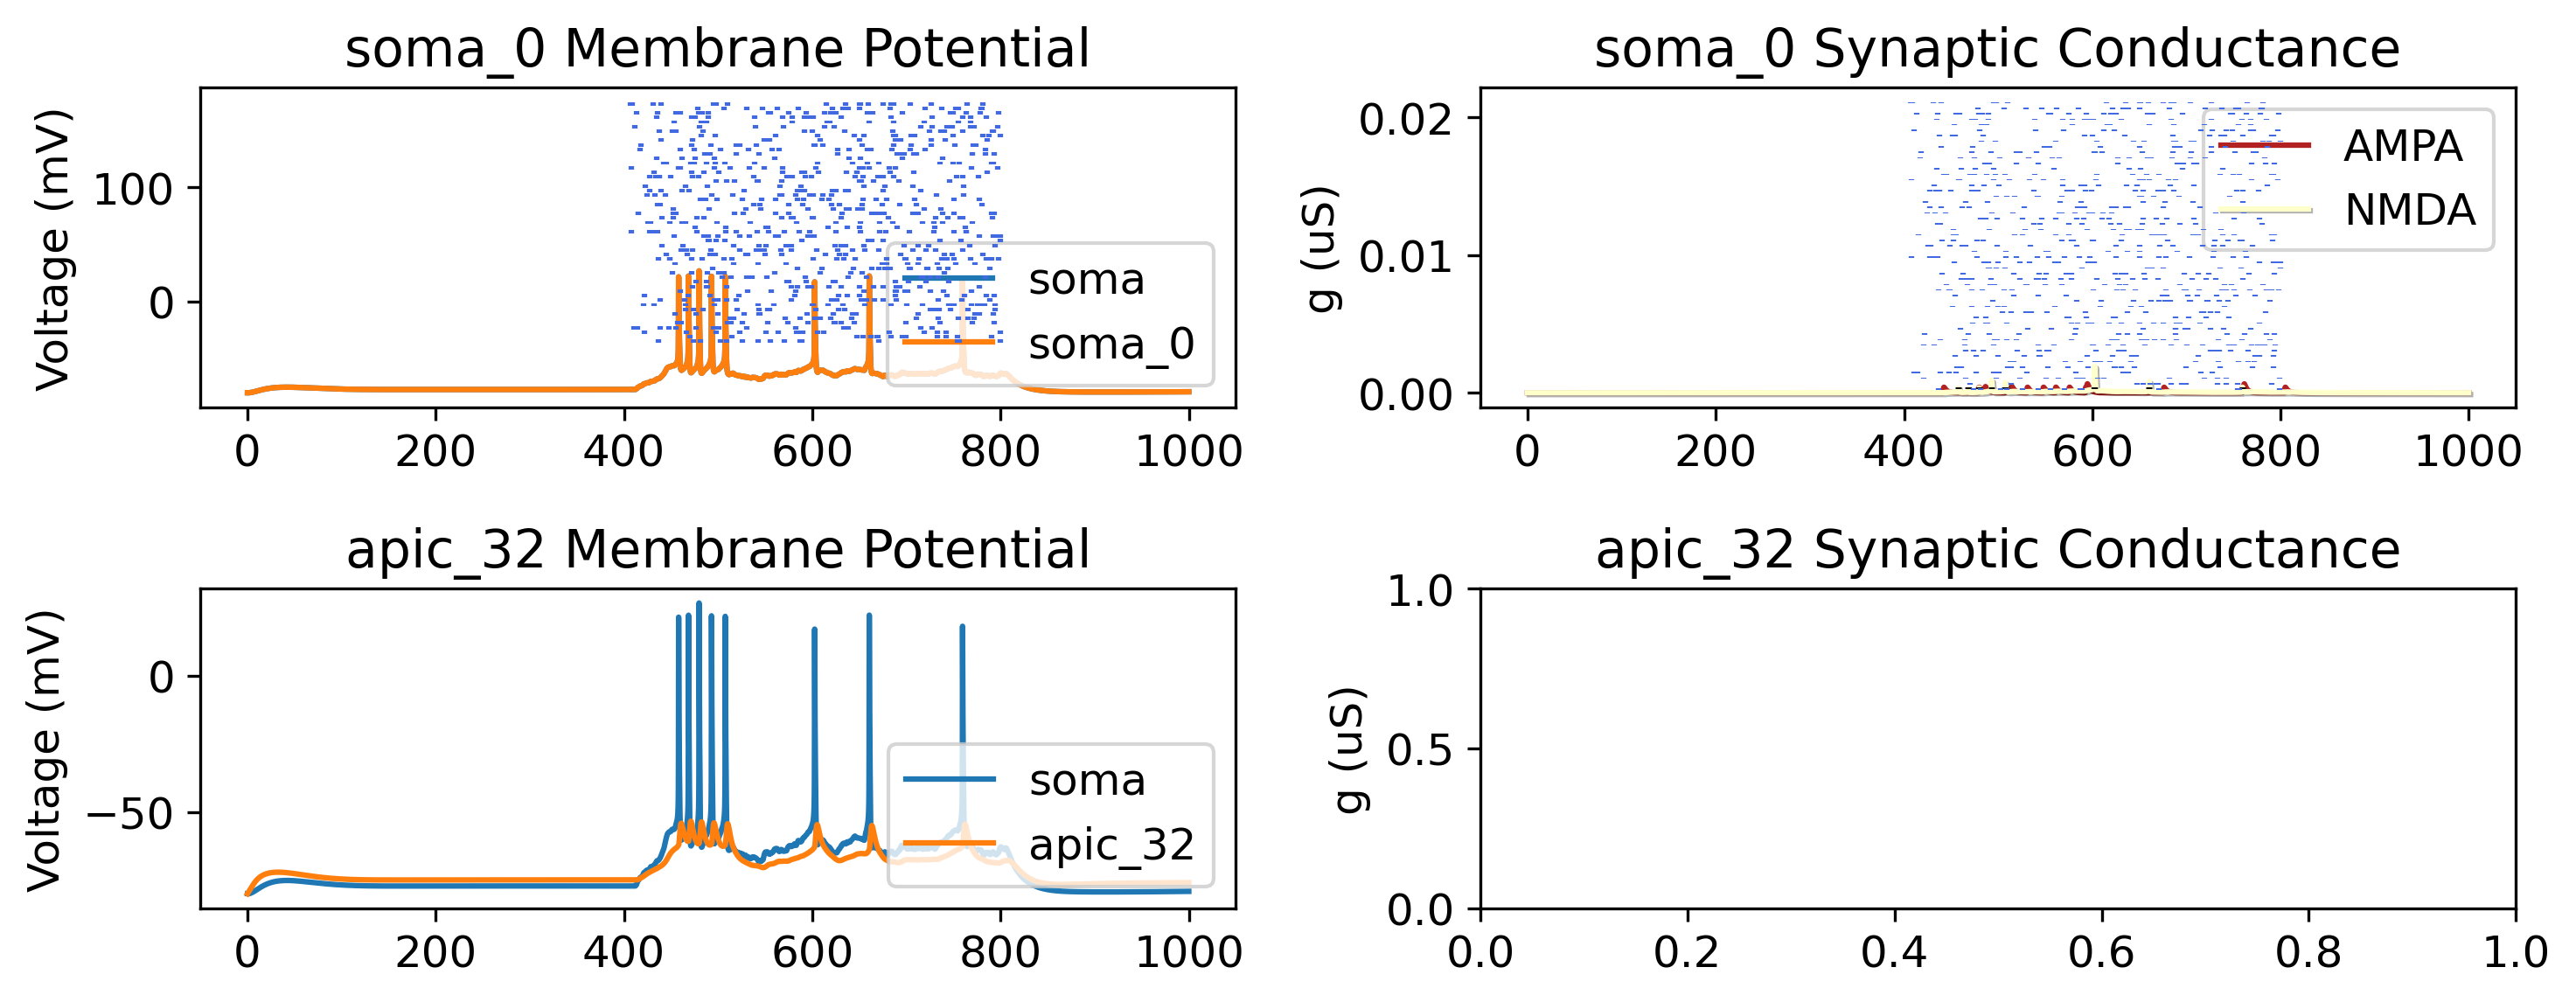 soma_0 Membrane Potential
Voltage (mV)
100
0
soma
soma_0
0 200 400 600 800 1000
soma_0 Synaptic Conductance
g (uS)
0.02
0.01
0.00
AMPA
NMDA
0 200 400 600 800 1000
apic_32 Membrane Potential
Voltage (mV)
0
−50
soma
apic_32
0 200 400 600 800 1000
apic_32 Synaptic Conductance
g (uS)
1.0
0.5
0.0
0.0 0.2 0.4 0.6 0.8 1.0